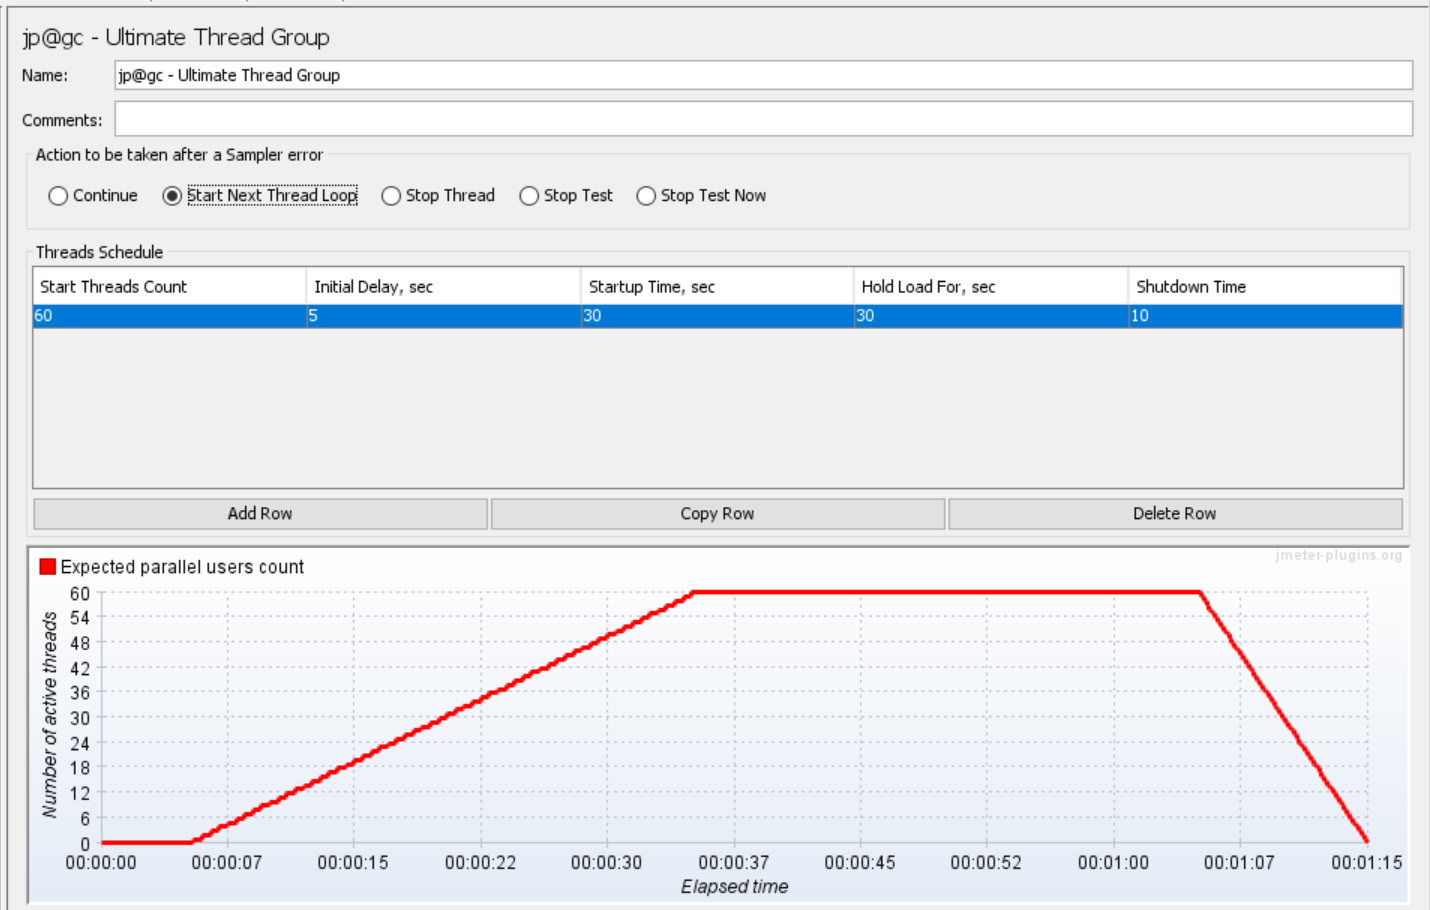 jp@gc - Ultimate Thread Group
Name: jp@gc - Ultimate Thread Group
Comments:
Action to be taken after a Sampler error
Continue Start Next Thread Loop Stop Thread Stop Test Stop Test Now
Threads Schedule
Start Threads Count Initial Delay, sec Startup Time, sec Hold Load For, sec Shutdown Time
60 5 30 30 10
Add Row Copy Row Delete Row
jmeter-plugins.org
Expected parallel users count
Number of active threads
60
54
48
42
36
30
24
18
12
6
0
00:00:00 00:00:07 00:00:15 00:00:22 00:00:30 00:00:37 00:00:45 00:00:52 00:01:00 00:01:07 00:01:15
Elapsed time